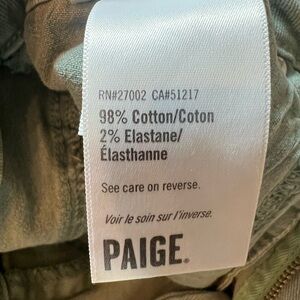 RN#27002 CA#51217
98% Cotton/Coton
2% Elastane/
Élasthanne
See care on reverse.
Voir le soin sur l'inverse.
PAIGE®